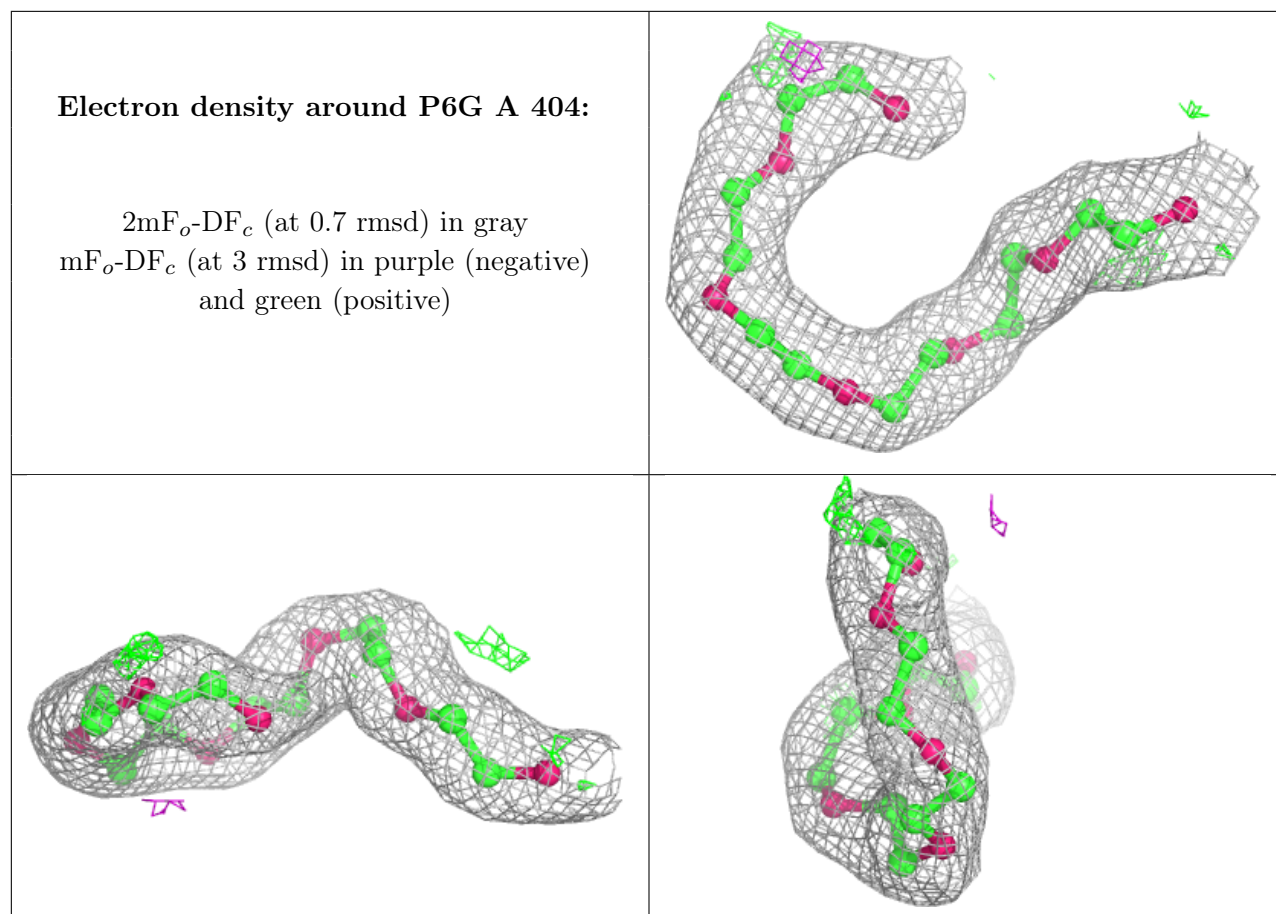 Electron density around P6G A 404:
2mF$_o$-DF$_c$ (at 0.7 rmsd) in gray
mF$_o$-DF$_c$ (at 3 rmsd) in purple (negative)
and green (positive)